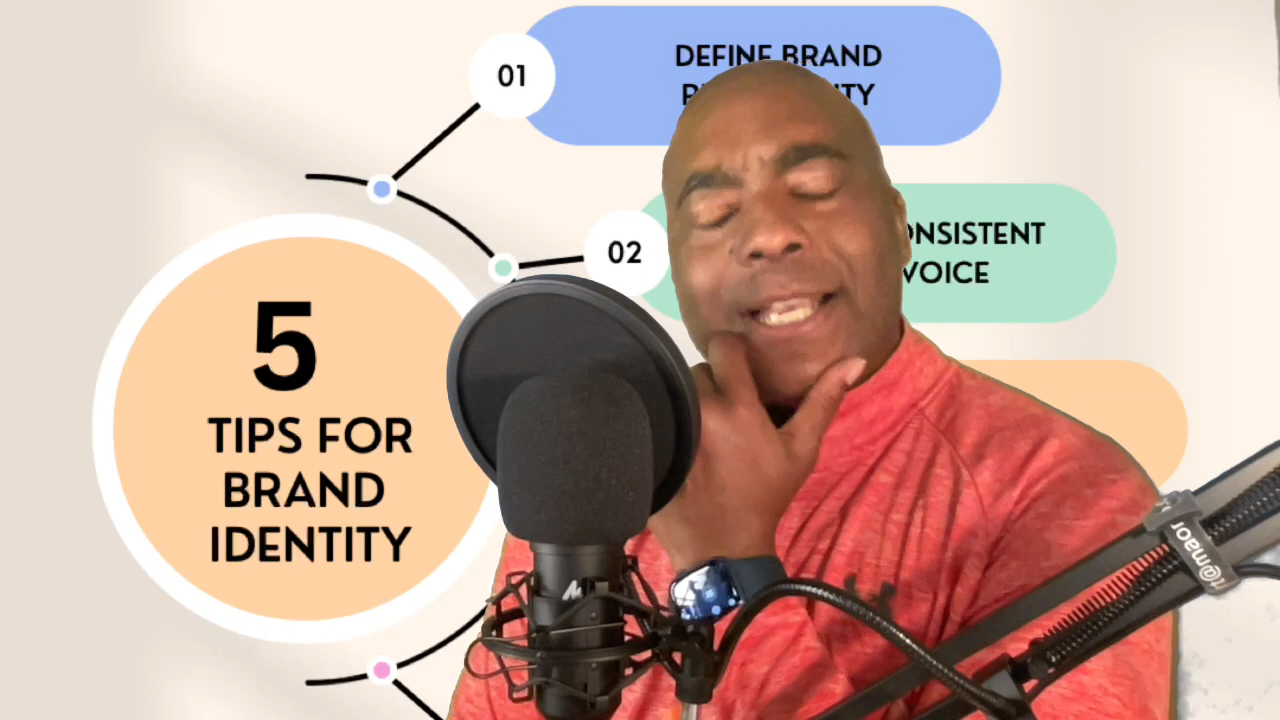 5
TIPS FOR
BRAND
IDENTITY
01
DEFINE BRAND
02
ONSISTENT
VOICE